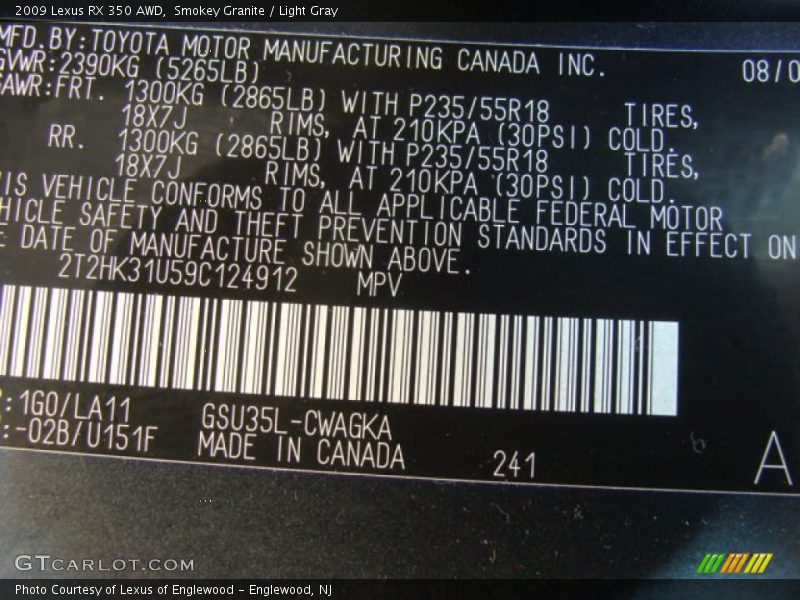 2009 Lexus RX 350 AWD, Smokey Granite / Light Gray
MFD.BY:TOYOTA MOTOR MANUFACTURING CANADA INC. 08/0
GVWR:2390KG (5265LB)
GAWR:FRT. 1300KG (2865LB) WITH P235/55R18 TIRES,
18X7J RIMS, AT 210KPA (30PSI) COLD.
RR. 1300KG (2865LB) WITH P235/55R18 TIRES,
18X7J RIMS, AT 210KPA (30PSI) COLD.
IS VEHICLE CONFORMS TO ALL APPLICABLE FEDERAL MOTOR
HICLE SAFETY AND THEFT PREVENTION STANDARDS IN EFFECT ON
E DATE OF MANUFACTURE SHOWN ABOVE.
2T2HK31U59C124912 MPV
:1G0/LA11 GSU35L-CWAGKA
:-02B/U151F MADE IN CANADA 241 A
GTCARLOT.COM
Photo Courtesy of Lexus of Englewood - Englewood, NJ